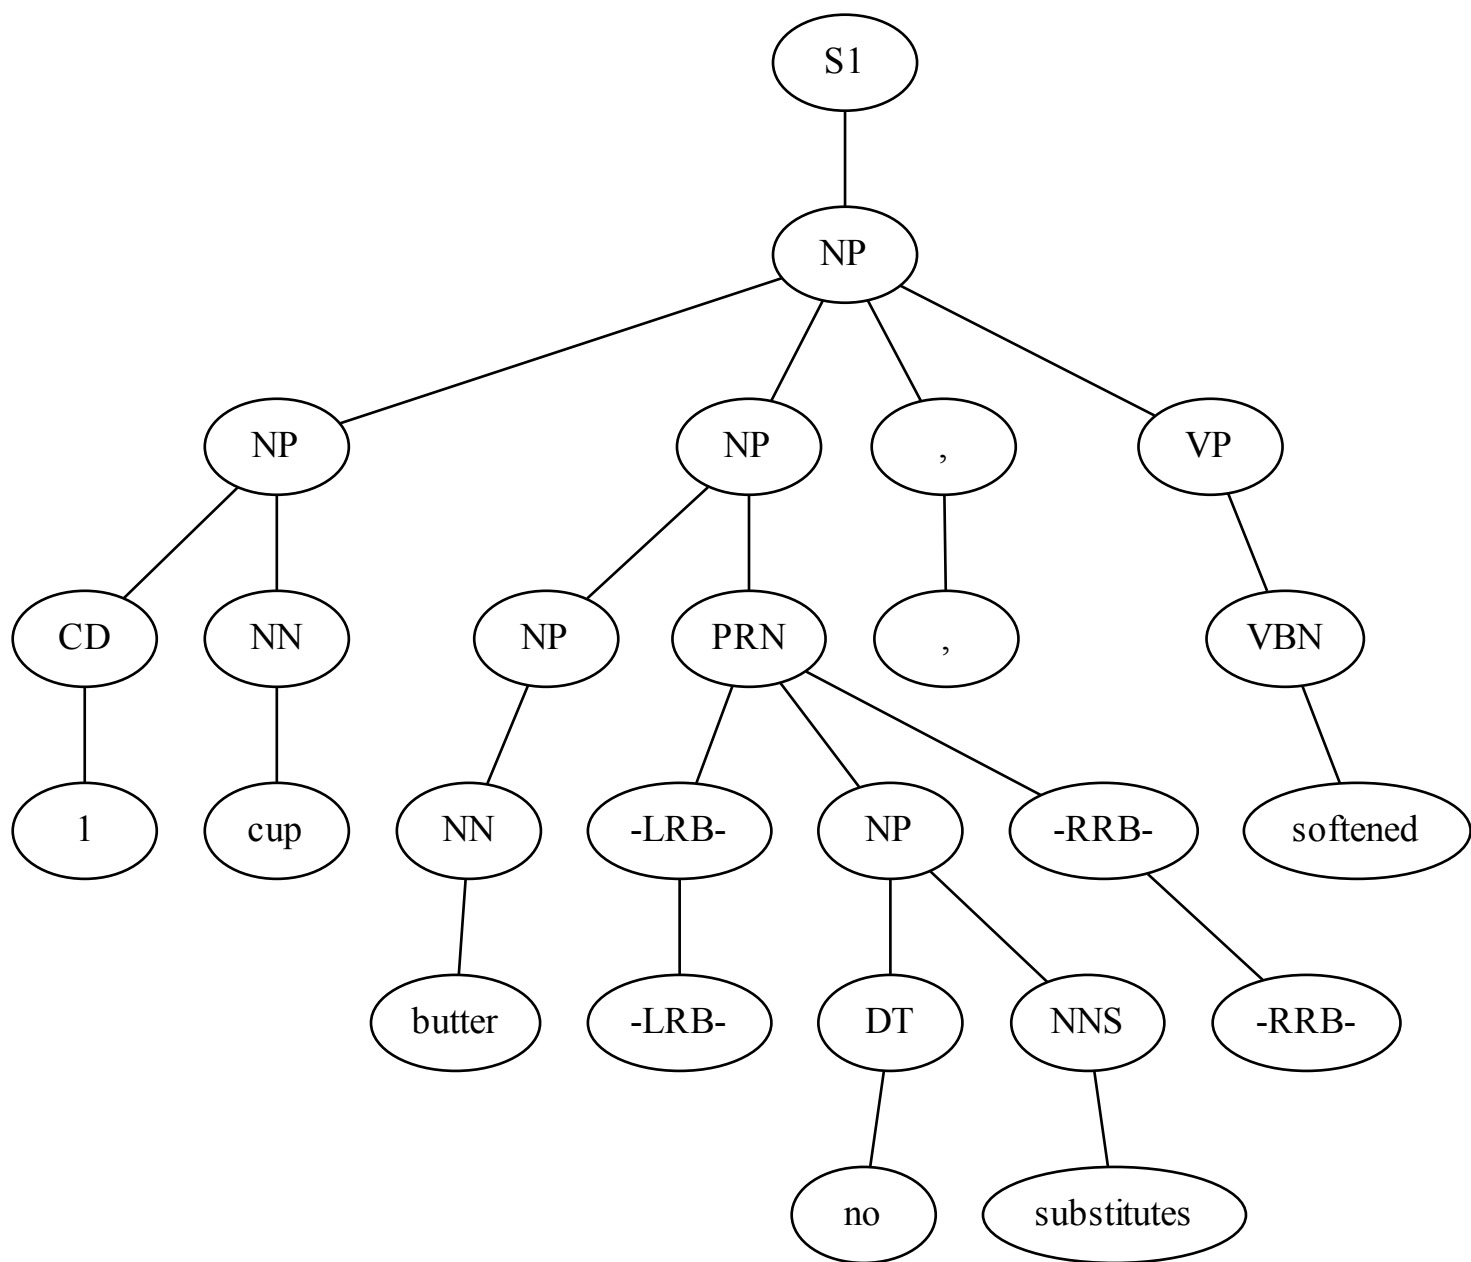 S1
NP
NP NP , VP
CD NN NP PRN , VBN
1 cup NN -LRB- NP -RRB- softened
butter -LRB- DT NNS -RRB-
no substitutes